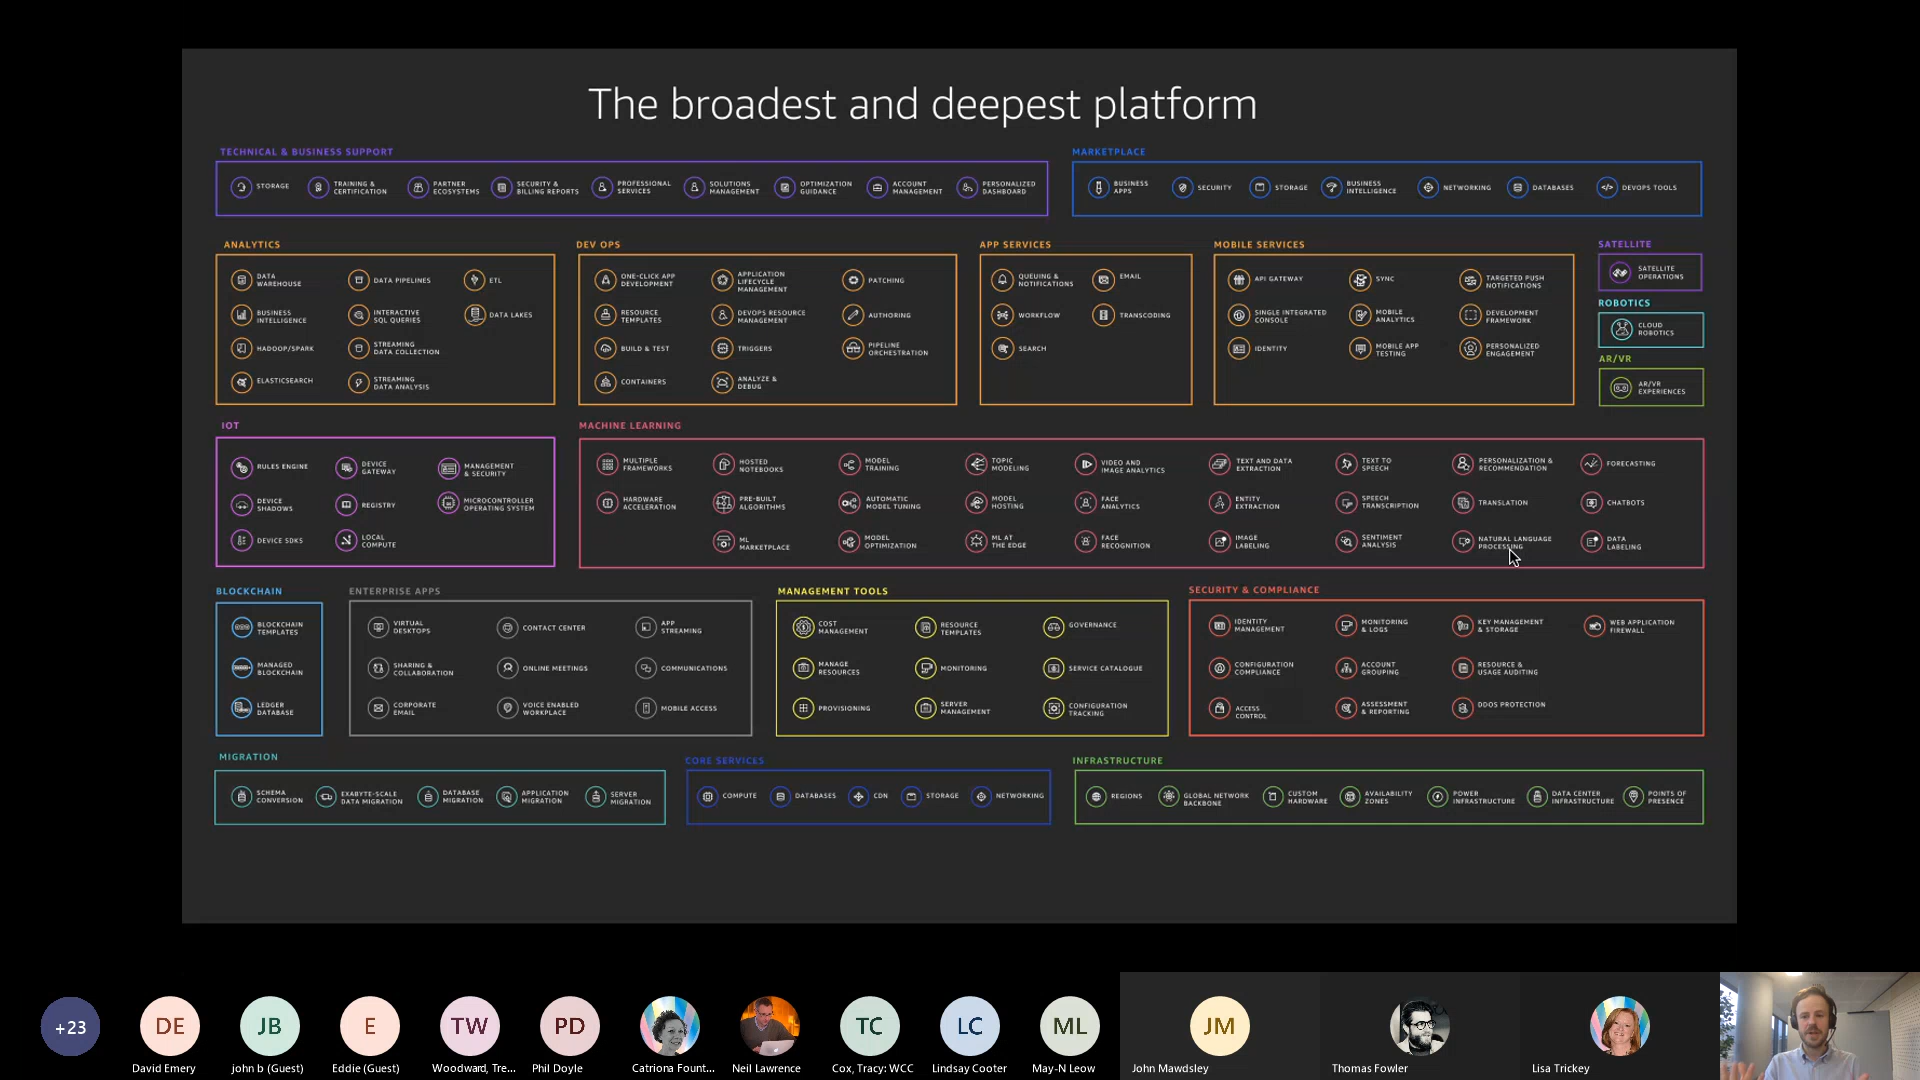 The broadest and deepest platform
TECHNICAL & BUSINESS SUPPORT
STORAGE
TRAINING &
CERTIFICATION
PARTNER
ECOSYSTEMS
SECURITY &
BILLING REPORTS
PROFESSIONAL
SERVICES
SOLUTIONS
MANAGEMENT
OPTIMIZATION
GUIDANCE
ACCOUNT
MANAGEMENT
PERSONALIZED
DASHBOARD
MARKETPLACE
BUSINESS
APPS
SECURITY
STORAGE
BUSINESS
INTELLIGENCE
NETWORKING
DATABASES
DEVOPS TOOLS
ANALYTICS
DATA
WAREHOUSE
DATA PIPELINES
ETL
BUSINESS
INTELLIGENCE
INTERACTIVE
SQL QUERIES
DATA LAKES
HADOOP/SPARK
STREAMING
DATA COLLECTION
ELASTICSEARCH
STREAMING
DATA ANALYSIS
DEV OPS
ONE-CLICK APP
DEVELOPMENT
APPLICATION
LIFECYCLE
MANAGEMENT
PATCHING
RESOURCE
TEMPLATES
DEVOPS RESOURCE
MANAGEMENT
AUTHORING
BUILD & TEST
TRIGGERS
PIPELINE
ORCHESTRATION
CONTAINERS
ANALYZE &
DEBUG
APP SERVICES
QUEUING &
NOTIFICATIONS
EMAIL
WORKFLOW
TRANSCODING
SEARCH
MOBILE SERVICES
API GATEWAY
SYNC
TARGETED PUSH
NOTIFICATIONS
SINGLE INTEGRATED
CONSOLE
MOBILE
ANALYTICS
DEVELOPMENT
FRAMEWORK
IDENTITY
MOBILE APP
TESTING
PERSONALIZED
ENGAGEMENT
SATELLITE
SATELLITE
OPERATIONS
ROBOTICS
CLOUD
ROBOTICS
AR/VR
AR/VR
EXPERIENCES
IOT
RULES ENGINE
DEVICE
GATEWAY
MANAGEMENT
& SECURITY
DEVICE
SHADOWS
REGISTRY
MICROCONTROLLER
OPERATING SYSTEM
DEVICE SDKS
LOCAL
COMPUTE
MACHINE LEARNING
MULTIPLE
FRAMEWORKS
HOSTED
NOTEBOOKS
MODEL
TRAINING
TOPIC
MODELING
VIDEO AND
IMAGE ANALYTICS
TEXT AND DATA
EXTRACTION
TEXT TO
SPEECH
PERSONALIZATION &
RECOMMENDATION
FORECASTING
HARDWARE
ACCELERATION
PRE-BUILT
ALGORITHMS
AUTOMATIC
MODEL TUNING
MODEL
HOSTING
FACE
ANALYTICS
ENTITY
EXTRACTION
SPEECH
TRANSCRIPTION
TRANSLATION
CHATBOTS
ML
MARKETPLACE
MODEL
OPTIMIZATION
ML AT
THE EDGE
FACE
RECOGNITION
IMAGE
LABELING
SENTIMENT
ANALYSIS
NATURAL LANGUAGE
PROCESSING
DATA
LABELING
BLOCKCHAIN
BLOCKCHAIN
TEMPLATES
MANAGED
BLOCKCHAIN
LEDGER
DATABASE
ENTERPRISE APPS
VIRTUAL
DESKTOPS
CONTACT CENTER
APP
STREAMING
SHARING &
COLLABORATION
ONLINE MEETINGS
COMMUNICATIONS
CORPORATE
EMAIL
VOICE ENABLED
WORKPLACE
MOBILE ACCESS
MANAGEMENT TOOLS
COST
MANAGEMENT
RESOURCE
TEMPLATES
GOVERNANCE
MANAGE
RESOURCES
MONITORING
SERVICE CATALOGUE
PROVISIONING
SERVER
MANAGEMENT
CONFIGURATION
TRACKING
SECURITY & COMPLIANCE
IDENTITY
MANAGEMENT
MONITORING
& LOGS
KEY MANAGEMENT
& STORAGE
WEB APPLICATION
FIREWALL
CONFIGURATION
COMPLIANCE
ACCOUNT
GROUPING
RESOURCE &
USAGE AUDITING
ACCESS
CONTROL
ASSESSMENT
& REPORTING
DDOS PROTECTION
MIGRATION
SCHEMA
CONVERSION
EXABYTE-SCALE
DATA MIGRATION
DATABASE
MIGRATION
APPLICATION
MIGRATION
SERVER
MIGRATION
CORE SERVICES
COMPUTE
DATABASES
CDN
STORAGE
NETWORKING
INFRASTRUCTURE
REGIONS
GLOBAL NETWORK
BACKBONE
CUSTOM
HARDWARE
AVAILABILITY
ZONES
POWER
INFRASTRUCTURE
DATA CENTER
INFRASTRUCTURE
POINTS OF
PRESENCE
+23
DE
JB
E
TW
PD
TC
LC
ML
JM
David Emery
john b (Guest)
Eddie (Guest)
Woodward, Tre...
Phil Doyle
Catriona Fount...
Neil Lawrence
Cox, Tracy: WCC
Lindsay Cooter
May-N Leow
John Mawdsley
Thomas Fowler
Lisa Trickey